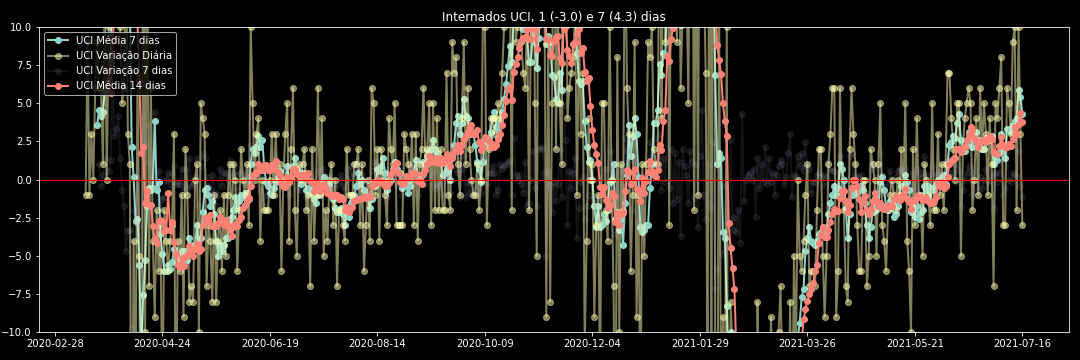 Internados UCI, 1 (-3.0) e 7 (4.3) dias
10.0
7.5
5.0
2.5
0.0
−2.5
−5.0
−7.5
−10.0
UCI Média 7 dias
UCI Variação Diária
UCI Variação 7 dias
UCI Média 14 dias
2020-02-28 2020-04-24 2020-06-19 2020-08-14 2020-10-09 2020-12-04 2021-01-29 2021-03-26 2021-05-21 2021-07-16